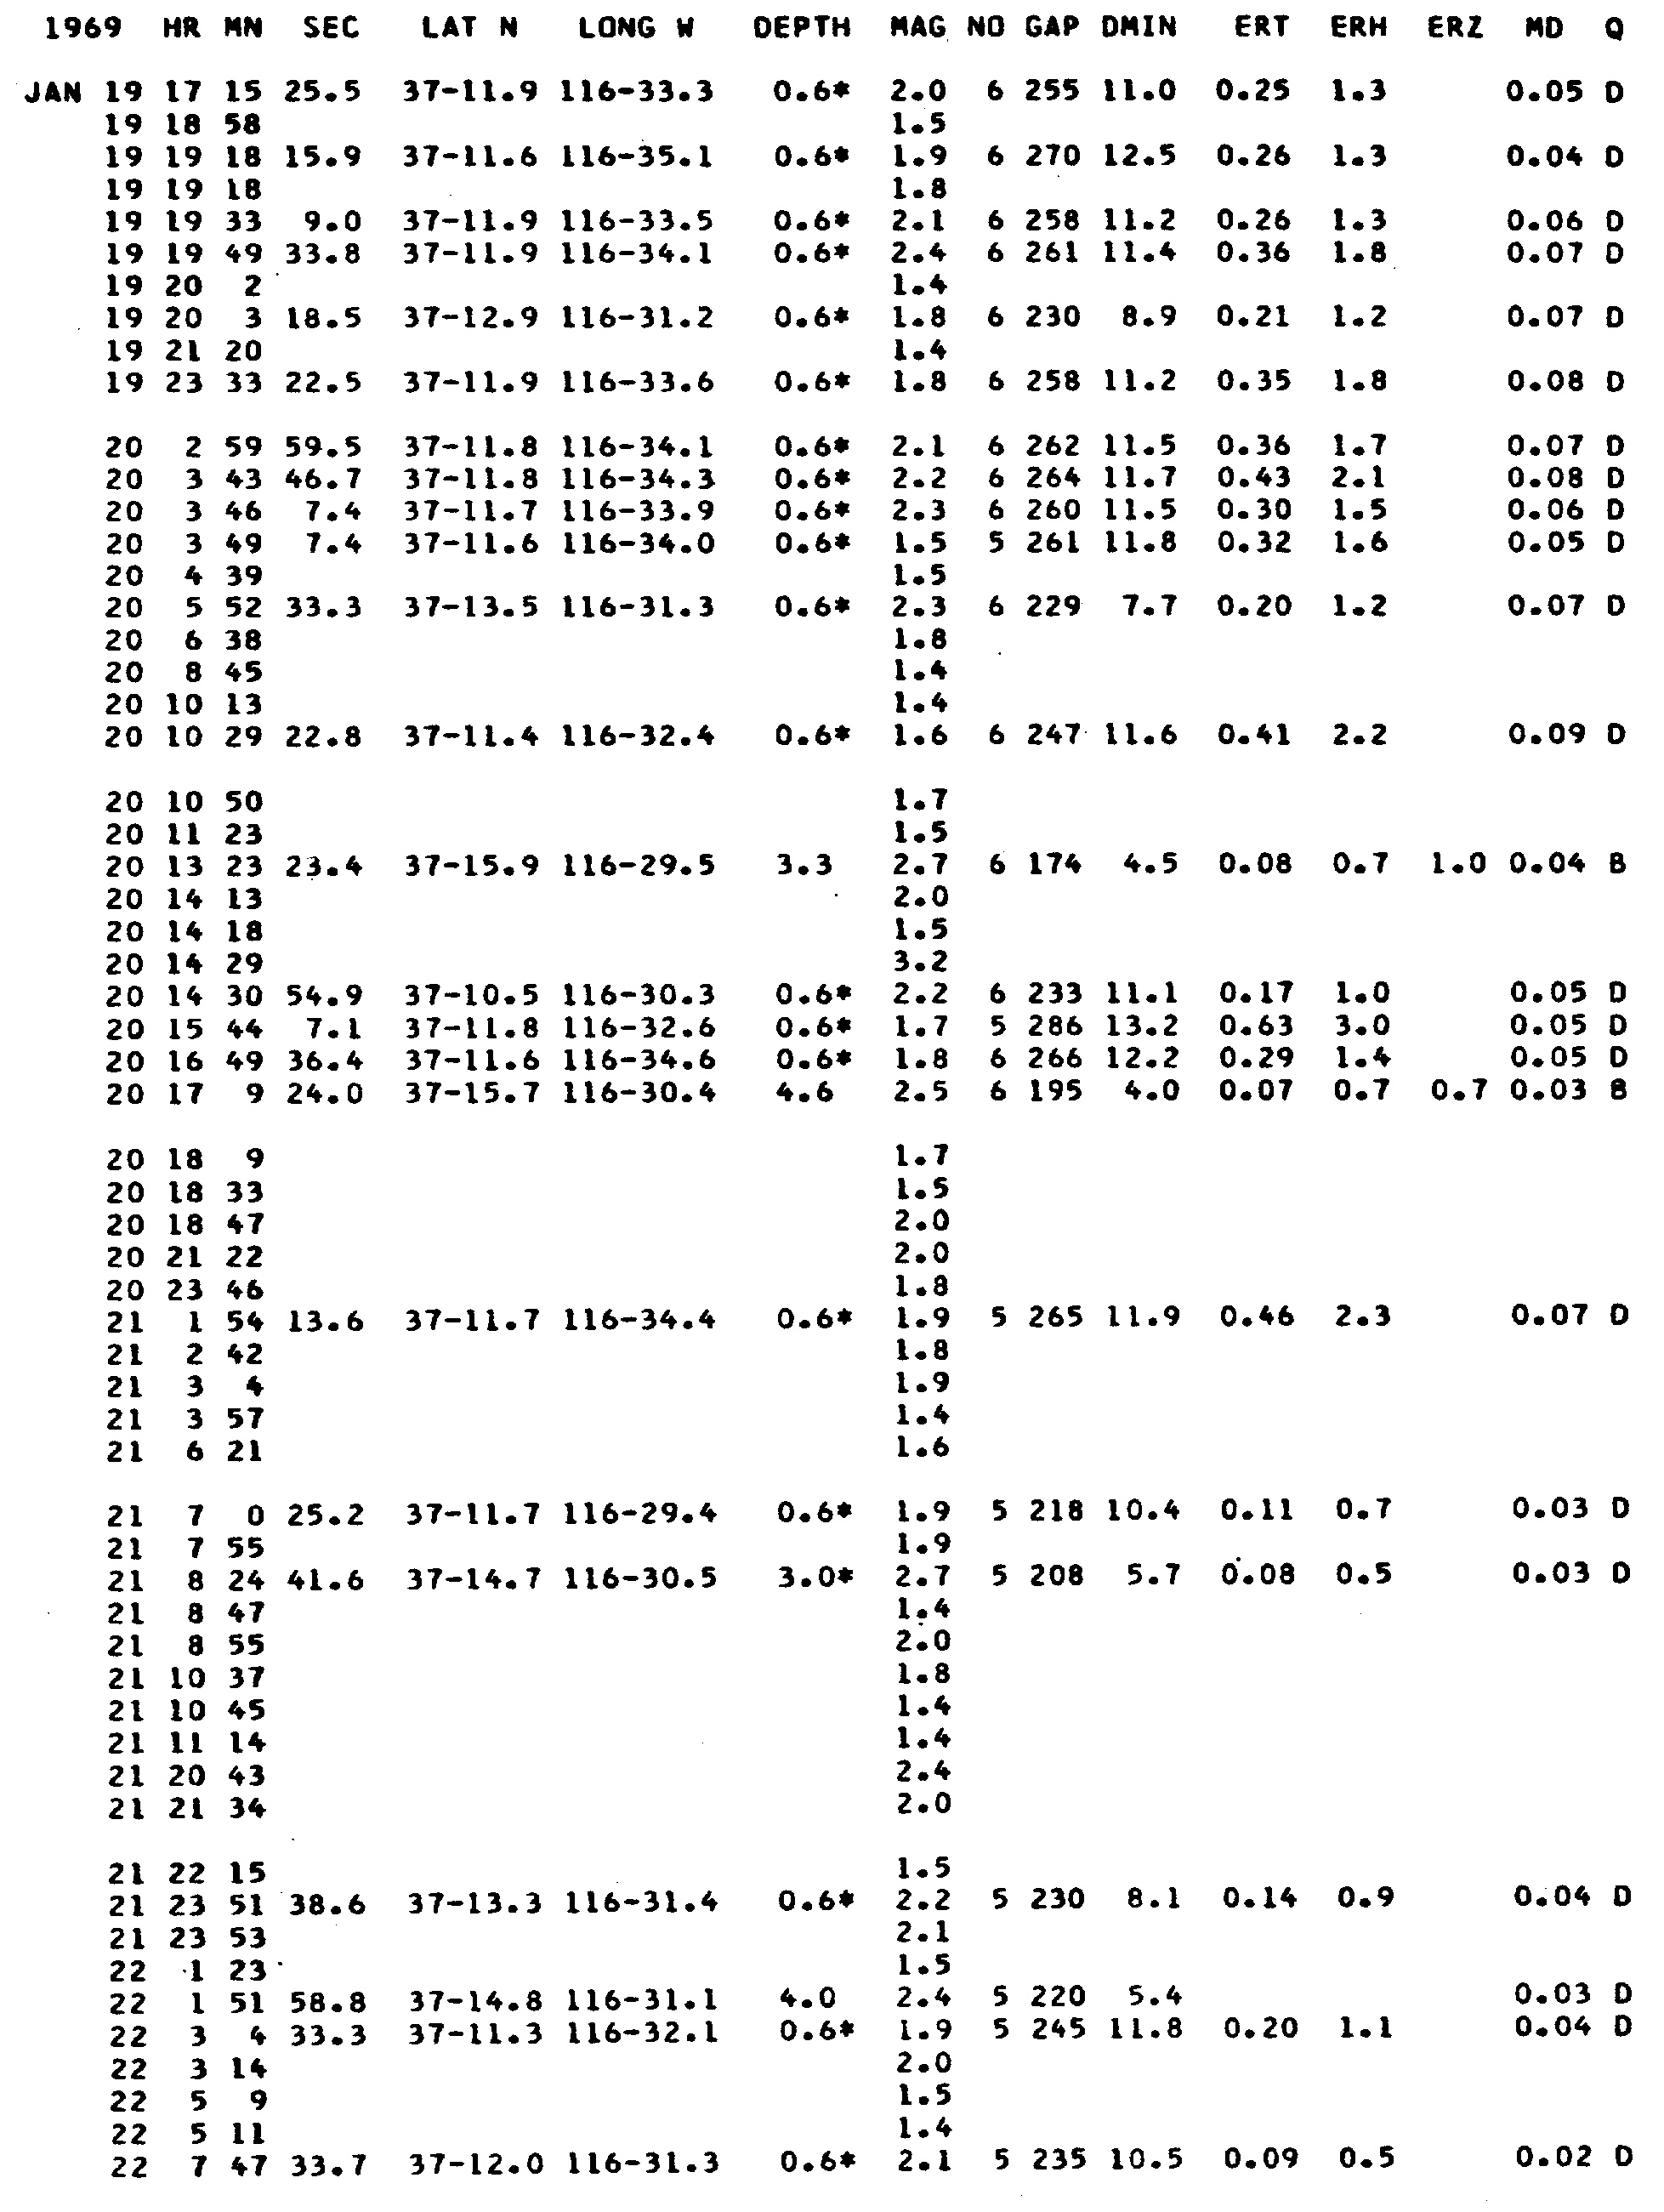 1969 HR MN SEC LAT N LONG W DEPTH MAG NO GAP DMIN ERT ERH ERZ MD Q
JAN 19 17 15 25.5 37-11.9 116-33.3 0.6* 2.0 6 255 11.0 0.25 1.3 0.05 D
19 18 58 1.5
19 19 18 15.9 37-11.6 116-35.1 0.6* 1.9 6 270 12.5 0.26 1.3 0.04 D
19 19 18 1.8
19 19 33 9.0 37-11.9 116-33.5 0.6* 2.1 6 258 11.2 0.26 1.3 0.06 D
19 19 49 33.8 37-11.9 116-34.1 0.6* 2.4 6 261 11.4 0.36 1.8 0.07 D
19 20 2 1.4
19 20 3 18.5 37-12.9 116-31.2 0.6* 1.8 6 230 8.9 0.21 1.2 0.07 D
19 21 20 1.4
19 23 33 22.5 37-11.9 116-33.6 0.6* 1.8 6 258 11.2 0.35 1.8 0.08 D
20 2 59 59.5 37-11.8 116-34.1 0.6* 2.1 6 262 11.5 0.36 1.7 0.07 D
20 3 43 46.7 37-11.8 116-34.3 0.6* 2.2 6 264 11.7 0.43 2.1 0.08 D
20 3 46 7.4 37-11.7 116-33.9 0.6* 2.3 6 260 11.5 0.30 1.5 0.06 D
20 3 49 7.4 37-11.6 116-34.0 0.6* 1.5 5 261 11.8 0.32 1.6 0.05 D
20 4 39 1.5
20 5 52 33.3 37-13.5 116-31.3 0.6* 2.3 6 229 7.7 0.20 1.2 0.07 D
20 6 38 1.8
20 8 45 1.4
20 10 13 1.4
20 10 29 22.8 37-11.4 116-32.4 0.6* 1.6 6 247 11.6 0.41 2.2 0.09 D
20 10 50 1.7
20 11 23 1.5
20 13 23 23.4 37-15.9 116-29.5 3.3 2.7 6 174 4.5 0.08 0.7 1.0 0.04 B
20 14 13 2.0
20 14 18 1.5
20 14 29 3.2
20 14 30 54.9 37-10.5 116-30.3 0.6* 2.2 6 233 11.1 0.17 1.0 0.05 D
20 15 44 7.1 37-11.8 116-32.6 0.6* 1.7 5 286 13.2 0.63 3.0 0.05 D
20 16 49 36.4 37-11.6 116-34.6 0.6* 1.8 6 266 12.2 0.29 1.4 0.05 D
20 17 9 24.0 37-15.7 116-30.4 4.6 2.5 6 195 4.0 0.07 0.7 0.7 0.03 B
20 18 9 1.7
20 18 33 1.5
20 18 47 2.0
20 21 22 2.0
20 23 46 1.8
21 1 54 13.6 37-11.7 116-34.4 0.6* 1.9 5 265 11.9 0.46 2.3 0.07 D
21 2 42 1.8
21 3 4 1.9
21 3 57 1.4
21 6 21 1.6
21 7 0 25.2 37-11.7 116-29.4 0.6* 1.9 5 218 10.4 0.11 0.7 0.03 D
21 7 55 1.9
21 8 24 41.6 37-14.7 116-30.5 3.0* 2.7 5 208 5.7 0.08 0.5 0.03 D
21 8 47 1.4
21 8 55 2.0
21 10 37 1.8
21 10 45 1.4
21 11 14 1.4
21 20 43 2.4
21 21 34 2.0
21 22 15 1.5
21 23 51 38.6 37-13.3 116-31.4 0.6* 2.2 5 230 8.1 0.14 0.9 0.04 D
21 23 53 2.1
22 1 23 1.5
22 1 51 58.8 37-14.8 116-31.1 4.0 2.4 5 220 5.4 0.03 D
22 3 4 33.3 37-11.3 116-32.1 0.6* 1.9 5 245 11.8 0.20 1.1 0.04 D
22 3 14 2.0
22 5 9 1.5
22 5 11 1.4
22 7 47 33.7 37-12.0 116-31.3 0.6* 2.1 5 235 10.5 0.09 0.5 0.02 D